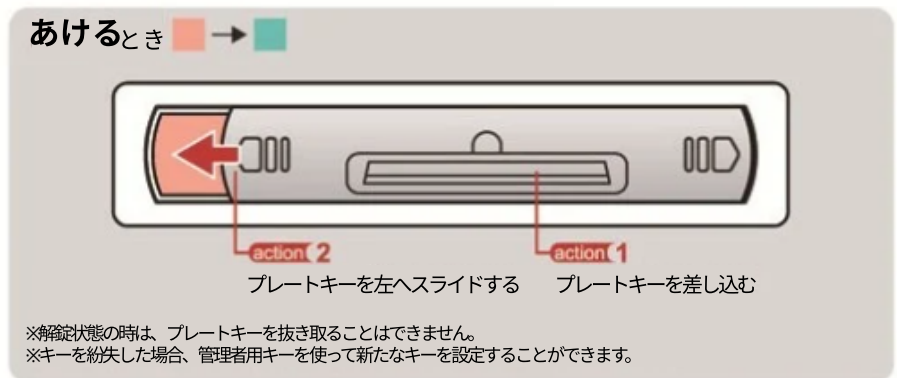 あけるとき
action 2
action 1
プレートキーを左へスライドする
プレートキーを差し込む
※解錠状態の時は、プレートキーを抜き取ることはできません。
※キーを紛失した場合、管理者用キーを使って新たなキーを設定することができます。